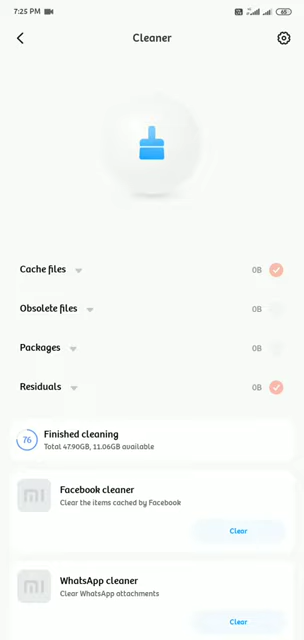 7:25 PM
65
Cleaner
Cache files
0B
Obsolete files
0B
Packages
0B
Residuals
0B
76
Finished cleaning
Total 47.90GB, 11.06GB available
Facebook cleaner
Clear the items cached by Facebook
Clear
WhatsApp cleaner
Clear WhatsApp attachments
Clear